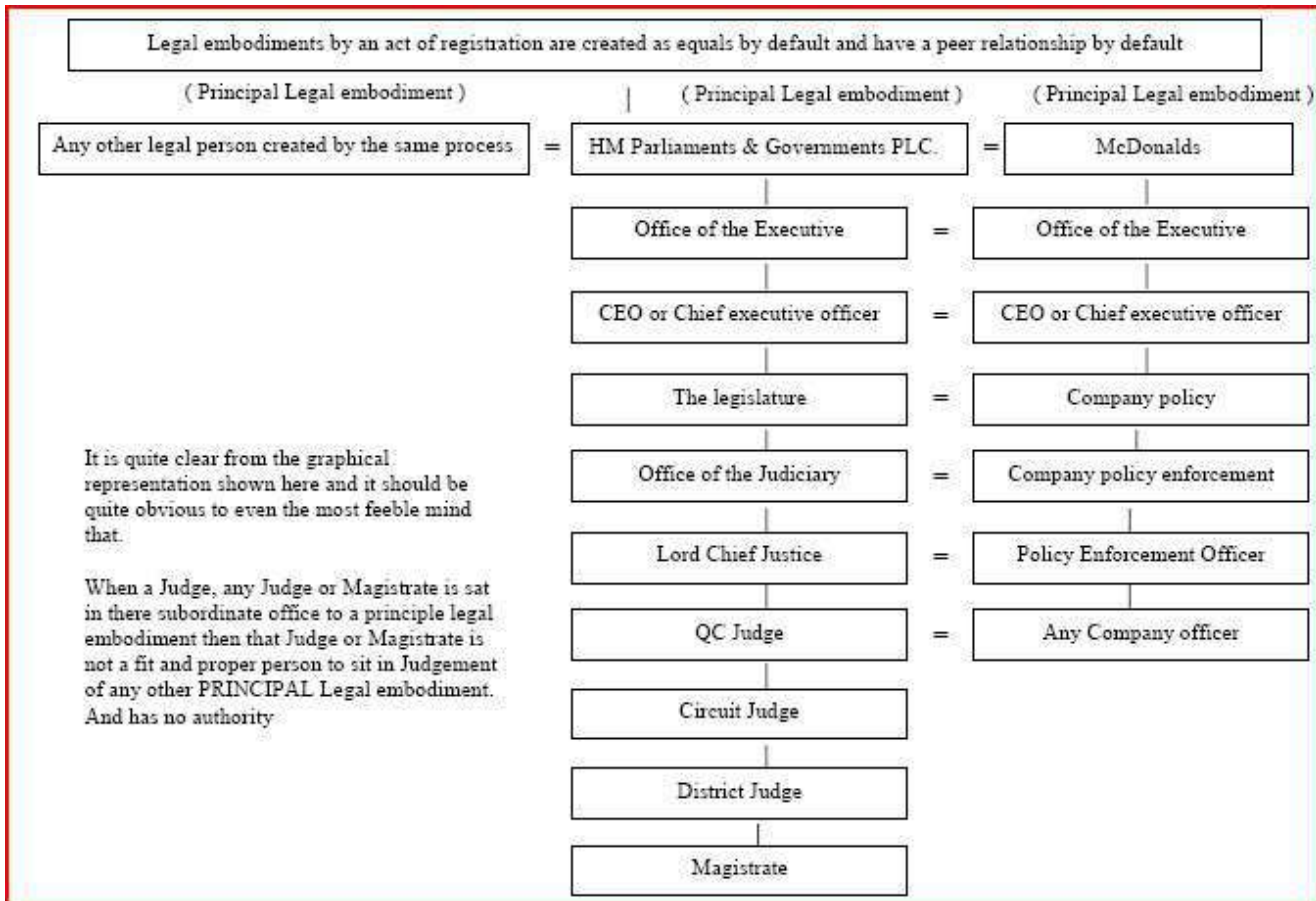 Legal embodiments by an act of registration are created as equals by default and have a peer relationship by default
( Principal Legal embodiment ) ( Principal Legal embodiment ) ( Principal Legal embodiment )
Any other legal person created by the same process = HM Parliaments & Governments PLC. = McDonalds
Office of the Executive = Office of the Executive
CEO or Chief executive officer = CEO or Chief executive officer
The legislature = Company policy
Office of the Judiciary = Company policy enforcement
Lord Chief Justice = Policy Enforcement Officer
QC Judge = Any Company officer
Circuit Judge
District Judge
Magistrate
It is quite clear from the graphical
representation shown here and it should be
quite obvious to even the most feeble mind
that.
When a Judge, any Judge or Magistrate is sat
in there subordinate office to a principle legal
embodiment then that Judge or Magistrate is
not a fit and proper person to sit in Judgement
of any other PRINCIPAL Legal embodiment.
And has no authority